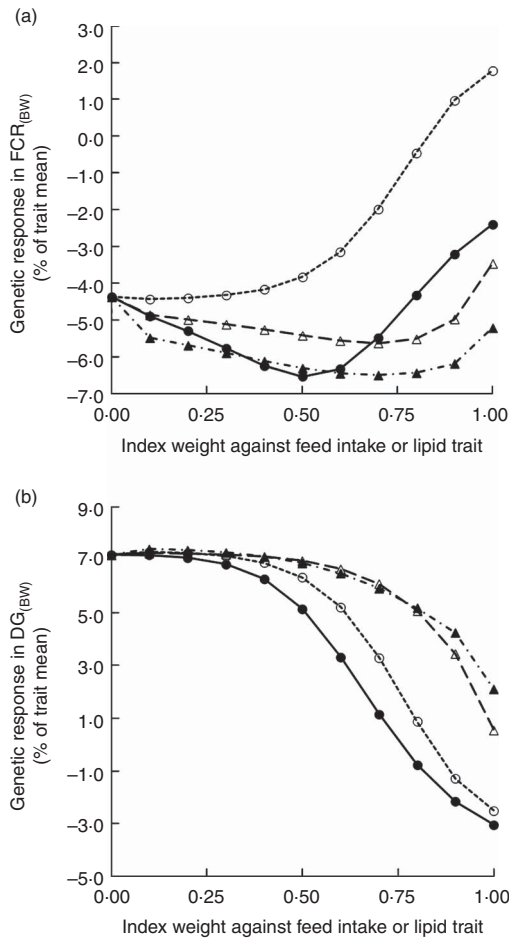 (a)
3·0
2·0
1·0
0·0
−1·0
−2·0
−3·0
−4·0
−5·0
−6·0
−7·0
Genetic response in FCR(BW)
(% of trait mean)
0·00 0·25 0·50 0·75 1·00
Index weight against feed intake or lipid trait
(b)
9·0
7·0
5·0
3·0
1·0
−1·0
−3·0
−5·0
Genetic response in DG(BW)
(% of trait mean)
0·00 0·25 0·50 0·75 1·00
Index weight against feed intake or lipid trait